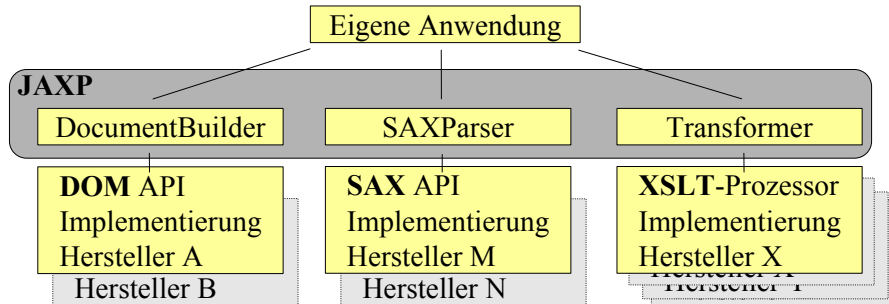 Eigene Anwendung
JAXP
DocumentBuilder
SAXParser
Transformer
DOM API
Implementierung
Hersteller A
Hersteller B
SAX API
Implementierung
Hersteller M
Hersteller N
XSLT-Prozessor
Implementierung
Hersteller X